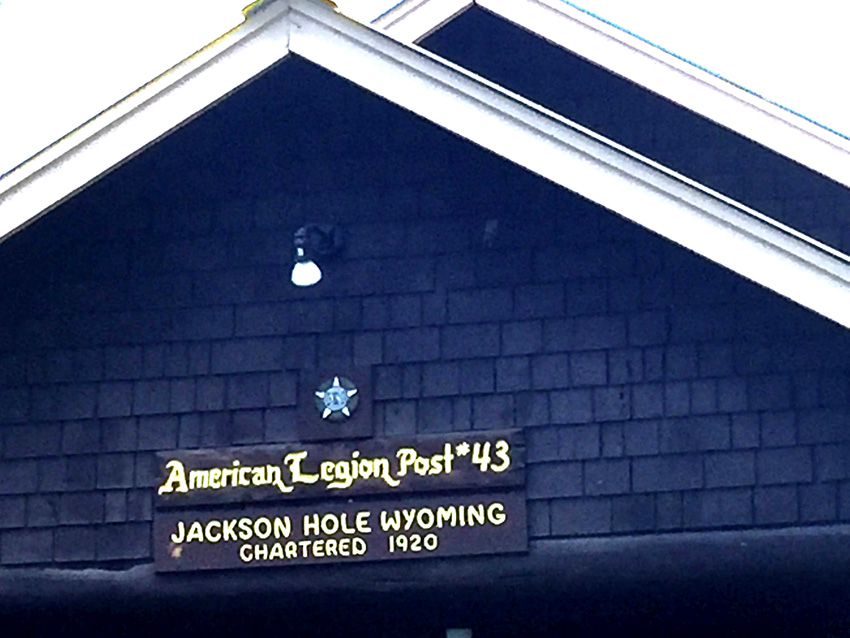 American Legion Post #43
JACKSON HOLE WYOMING
CHARTERED 1920